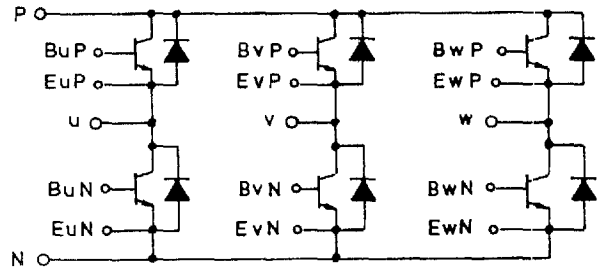 P
BuP BvP BwP
EuP EvP EwP
u v w
BuN BvN BwN
EuN EvN EwN
N